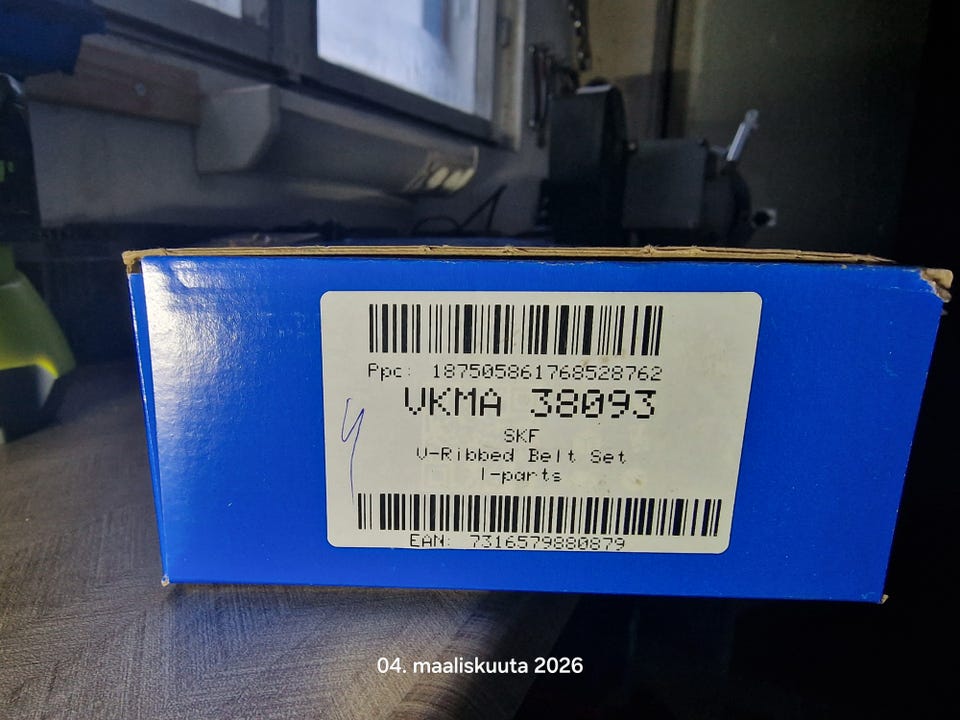 Ppc: 187505861768528762
VKMA 38093
SKF
V-Ribbed Belt Set
I-parts
EAN: 7316579880879
04. maaliskuuta 2026